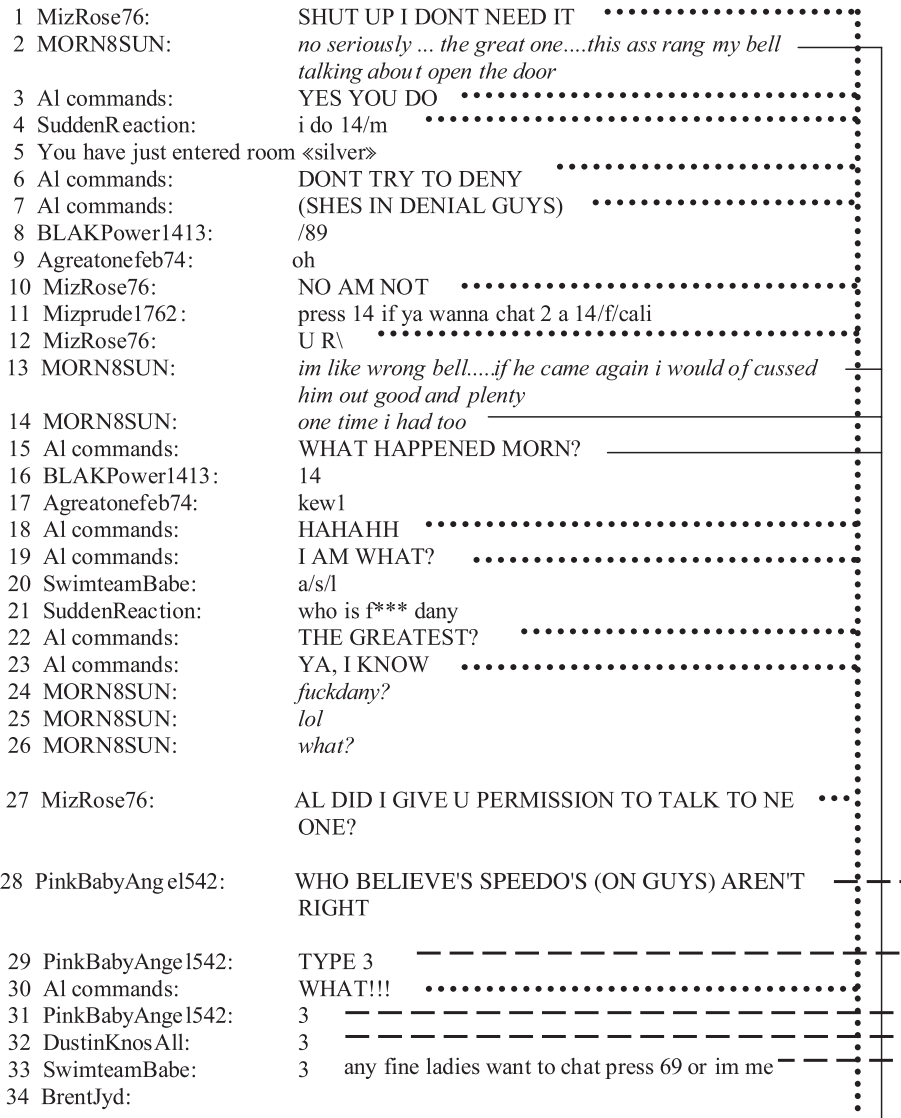 1 MizRose76: SHUT UP I DONT NEED IT
2 MORN8SUN: no seriously ... the great one....this ass rang my bell
talking about open the door
3 Al commands: YES YOU DO
4 SuddenReaction: i do 14/m
5 You have just entered room «silver»
6 Al commands: DONT TRY TO DENY
7 Al commands: (SHES IN DENIAL GUYS)
8 BLAKPower1413: /89
9 Agreatonefeb74: oh
10 MizRose76: NO AM NOT
11 Mizprude1762: press 14 if ya wanna chat 2 a 14/f/cali
12 MizRose76: U R\
13 MORN8SUN: im like wrong bell.....if he came again i would of cussed
him out good and plenty
14 MORN8SUN: one time i had too
15 Al commands: WHAT HAPPENED MORN?
16 BLAKPower1413: 14
17 Agreatonefeb74: kew1
18 Al commands: HAHAHH
19 Al commands: I AM WHAT?
20 SwimteamBabe: a/s/l
21 SuddenReaction: who is f*** dany
22 Al commands: THE GREATEST?
23 Al commands: YA, I KNOW
24 MORN8SUN: fuckdany?
25 MORN8SUN: lol
26 MORN8SUN: what?
27 MizRose76: AL DID I GIVE U PERMISSION TO TALK TO NE
ONE?
28 PinkBabyAngel542: WHO BELIEVE'S SPEEDO'S (ON GUYS) AREN'T
RIGHT
29 PinkBabyAnge1542: TYPE 3
30 Al commands: WHAT!!!
31 PinkBabyAnge1542: 3
32 DustinKnosAll: 3
33 SwimteamBabe: 3 any fine ladies want to chat press 69 or im me
34 BrentJyd: